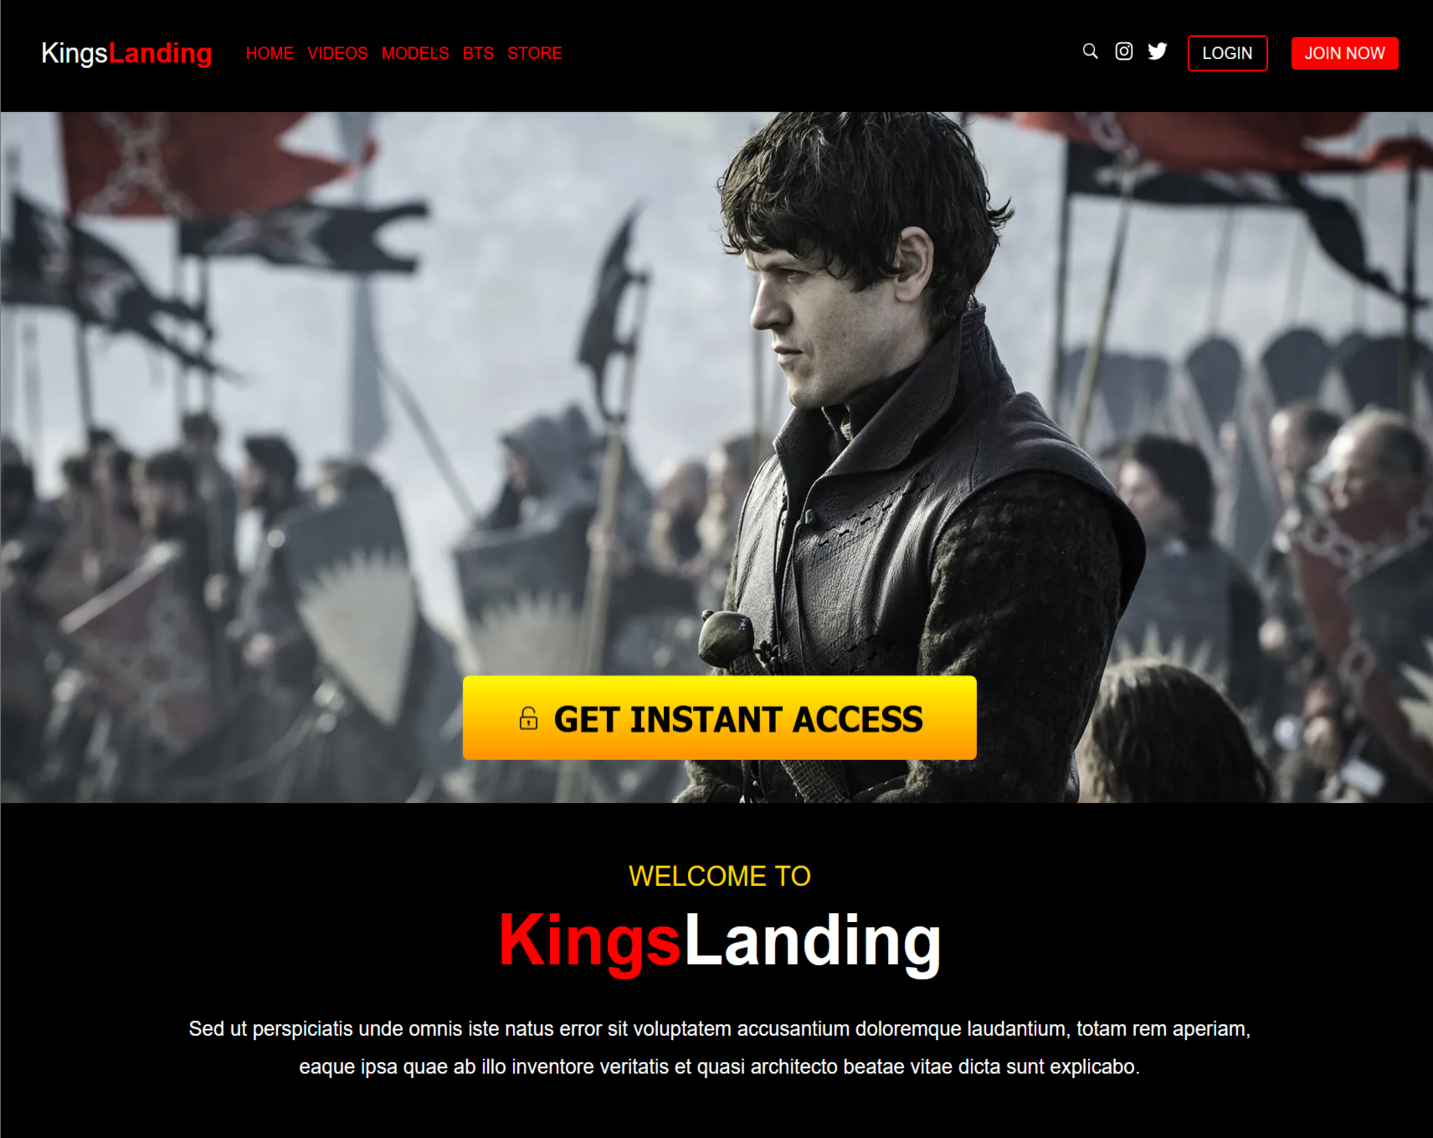 KingsLanding HOME VIDEOS MODELS BTS STORE LOGIN JOIN NOW
GET INSTANT ACCESS
WELCOME TO
KingsLanding
Sed ut perspiciatis unde omnis iste natus error sit voluptatem accusantium doloremque laudantium, totam rem aperiam,
eaque ipsa quae ab illo inventore veritatis et quasi architecto beatae vitae dicta sunt explicabo.